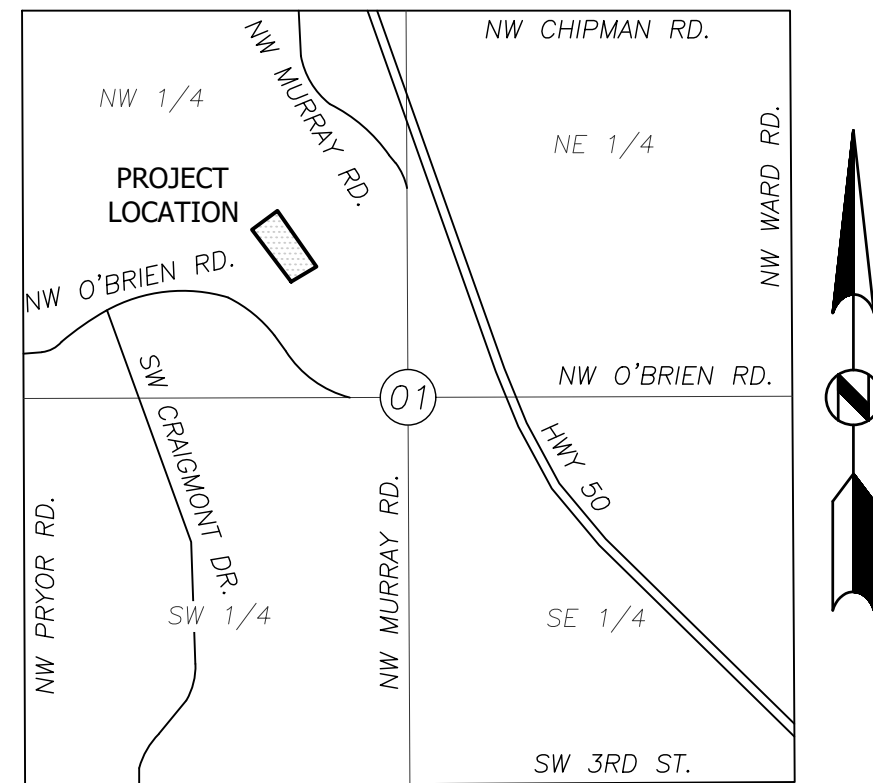 NW CHIPMAN RD.
NW MURRAY RD.
NW 1/4
NE 1/4
NW WARD RD.
PROJECT
LOCATION
NW O'BRIEN RD.
NW O'BRIEN RD.
01
SW CRAIGMONT DR.
HWY 50
NW PRYOR RD.
NW MURRAY RD.
SW 1/4
SE 1/4
SW 3RD ST.
N